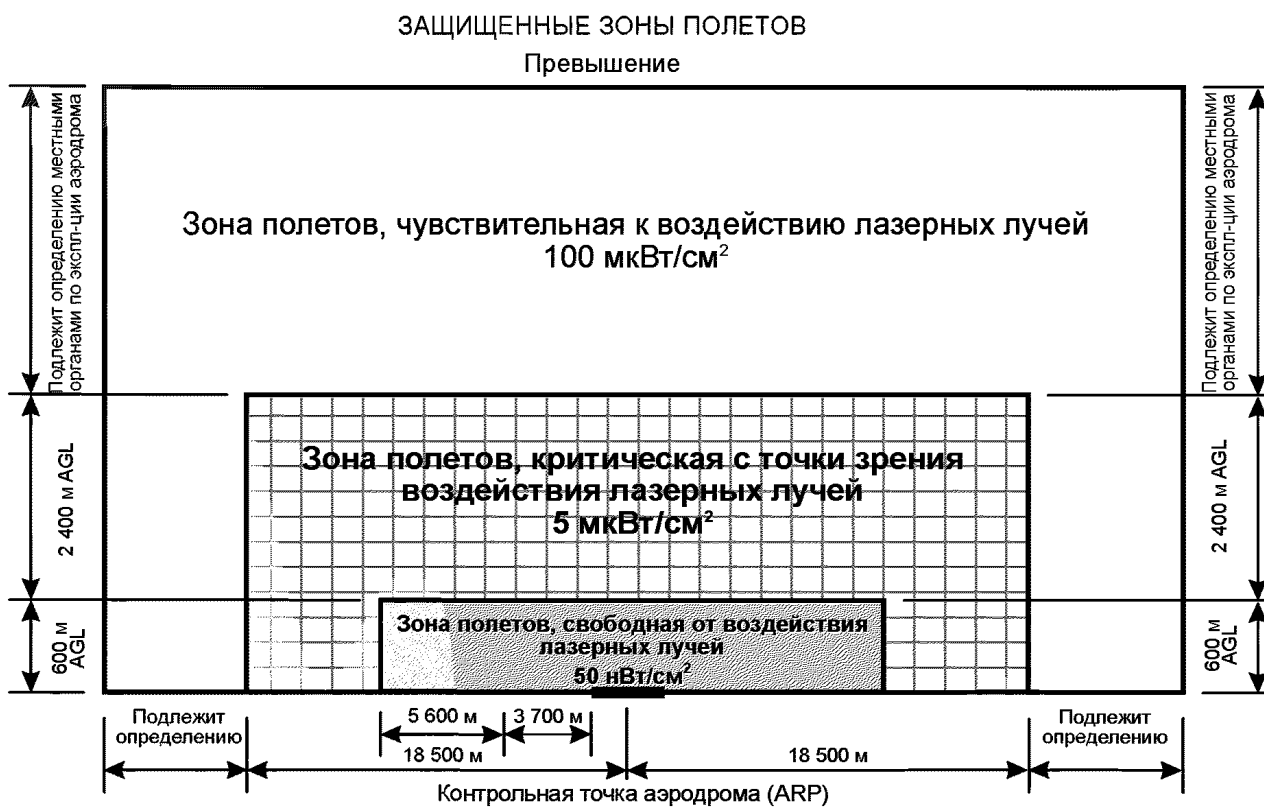 ЗАЩИЩЕННЫЕ ЗОНЫ ПОЛЕТОВ
Превышение
Подлежит определению местными
органами по экспл-ции аэродрома
Зона полетов, чувствительная к воздействию лазерных лучей
100 мкВт/см²
Подлежит определению местными
органами по экспл-ции аэродрома
2 400 м AGL
Зона полетов, критическая с точки зрения
воздействия лазерных лучей
5 мкВт/см²
2 400 м AGL
600 м
AGL
Зона полетов, свободная от воздействия
лазерных лучей
50 нВт/см²
600 м
AGL
Подлежит
определению
5 600 м
3 700 м
Подлежит
определению
18 500 м
18 500 м
Контрольная точка аэродрома (ARP)